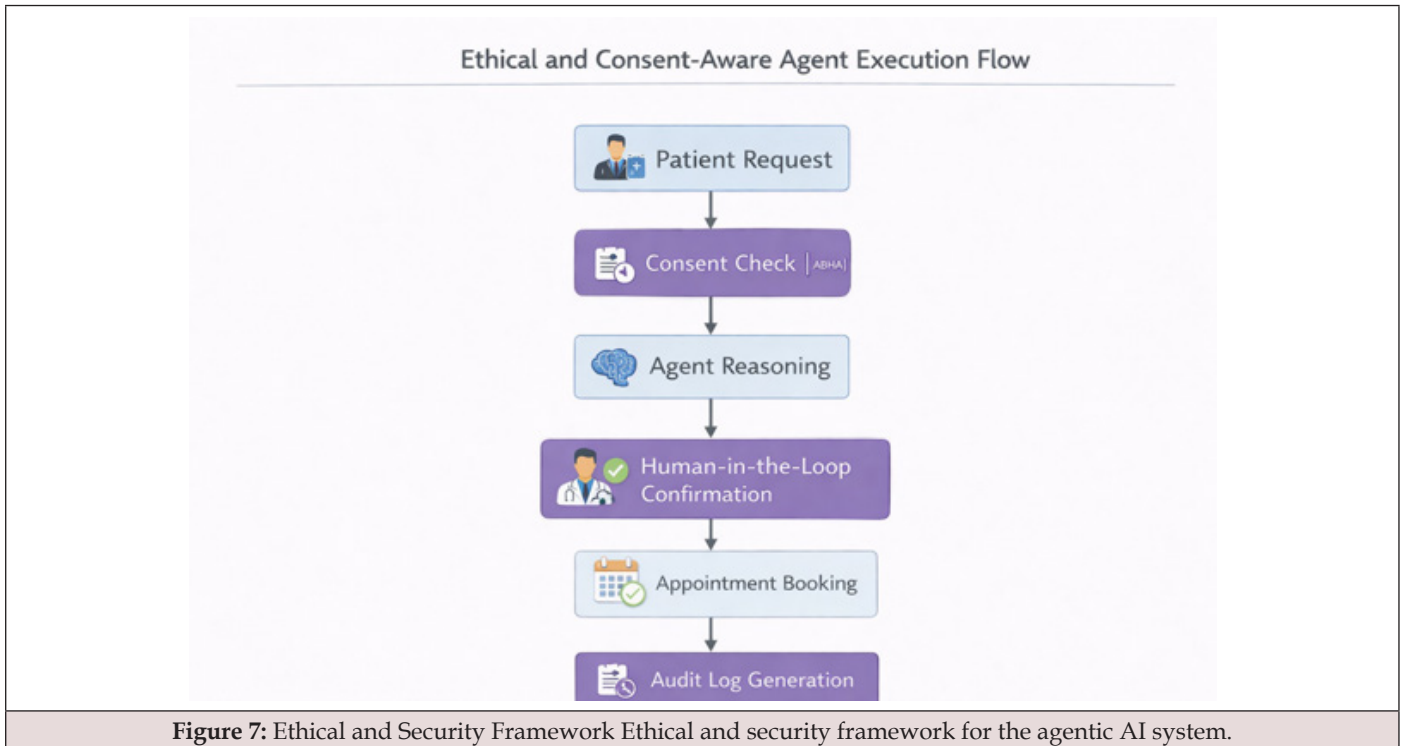 Ethical and Consent-Aware Agent Execution Flow
Patient Request
Consent Check |ABHA|
Agent Reasoning
Human-in-the-Loop
Confirmation
Appointment Booking
Audit Log Generation
Figure 7: Ethical and Security Framework Ethical and security framework for the agentic AI system.